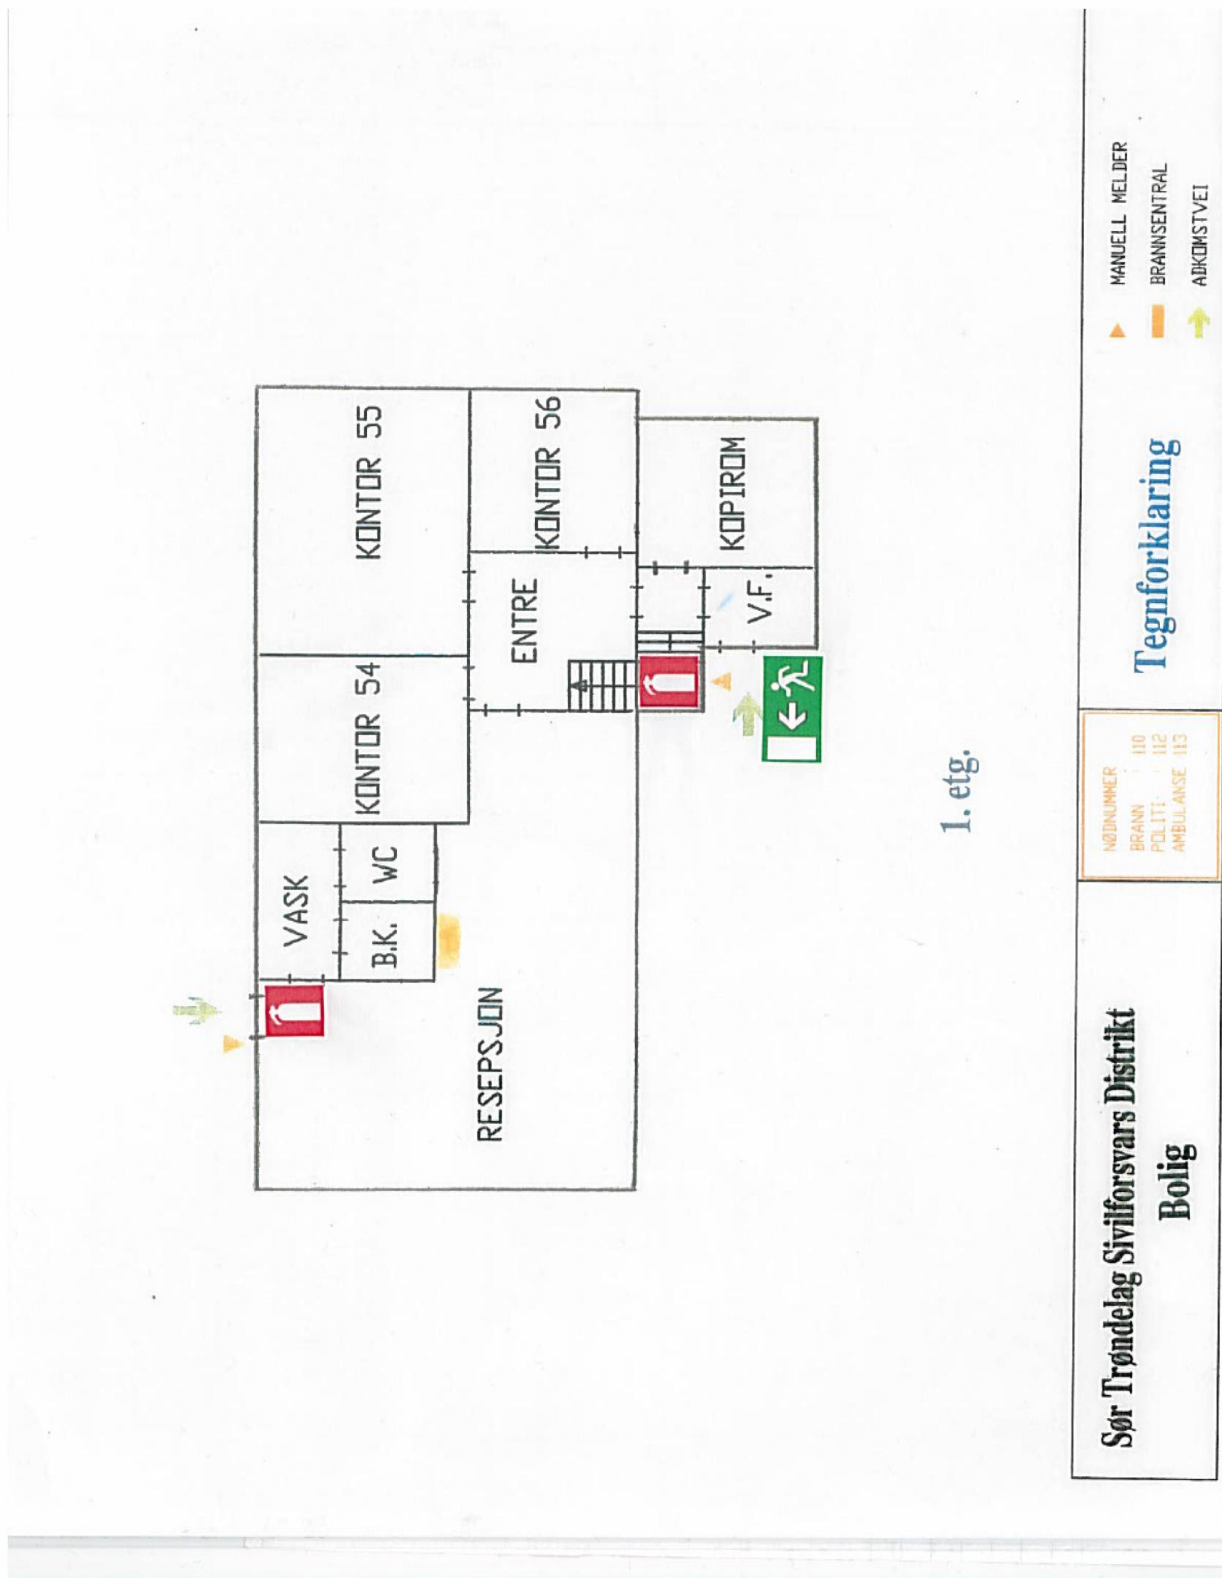 VASK
B.K.
WC
KONTOR 54
KONTOR 55
RESEPSJON
ENTRE
KONTOR 56
V.F.
KOPIROM
1. etg.
Sør Trøndelag Sivilforsvars Distrikt
Bolig
NØDNUMMER
BRANN : 110
POLITI : 112
AMBULANSE 113
Tegnforklaring
MANUELL MELDER
BRANNSENTRAL
ADKOMSTVEI